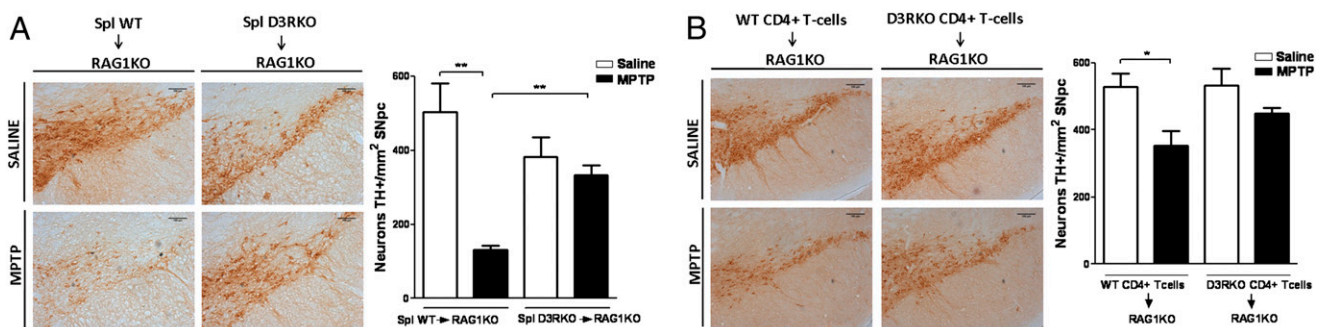 A
Spl WT
Spl D3RKO
RAG1KO
RAG1KO
SALINE
MPTP
Neurons TH+/mm² SNpc
600
400
200
0
**
**
Saline
MPTP
Spl WT → RAG1KO
Spl D3RKO → RAG1KO
B
WT CD4+ T-cells
D3RKO CD4+ T-cells
RAG1KO
RAG1KO
SALINE
MPTP
Neurons TH+/mm² SNpc
600
400
200
0
*
Saline
MPTP
WT CD4+ Tcells
D3RKO CD4+ Tcells
RAG1KO
RAG1KO